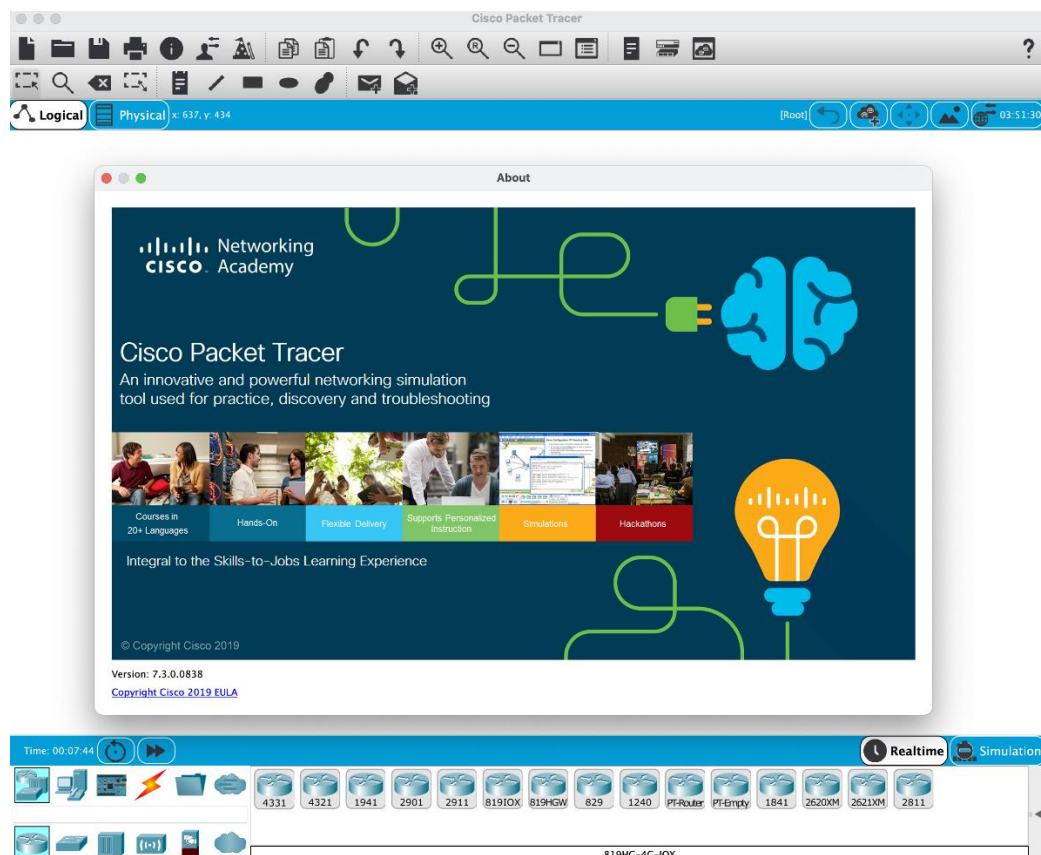 Cisco Packet Tracer
?
Logical
Physical
x: 637, y: 434
[Root]
03:51:30
About
Networking
CISCO. Academy
Cisco Packet Tracer
An innovative and powerful networking simulation
tool used for practice, discovery and troubleshooting
Courses in
20+ Languages
Hands-On
Flexible Delivery
Supports Personalized
Instruction
Simulations
Hackathons
Integral to the Skills-to-Jobs Learning Experience
© Copyright Cisco 2019
Version: 7.3.0.0838
Copyright Cisco 2019 EULA
Time: 00:07:44
Realtime
Simulation
4331 4321 1941 2901 2911 819IOX 819HGW 829 1240 PT-Router PT-Empty 1841 2620XM 2621XM 2811
819HG-4G-IOX